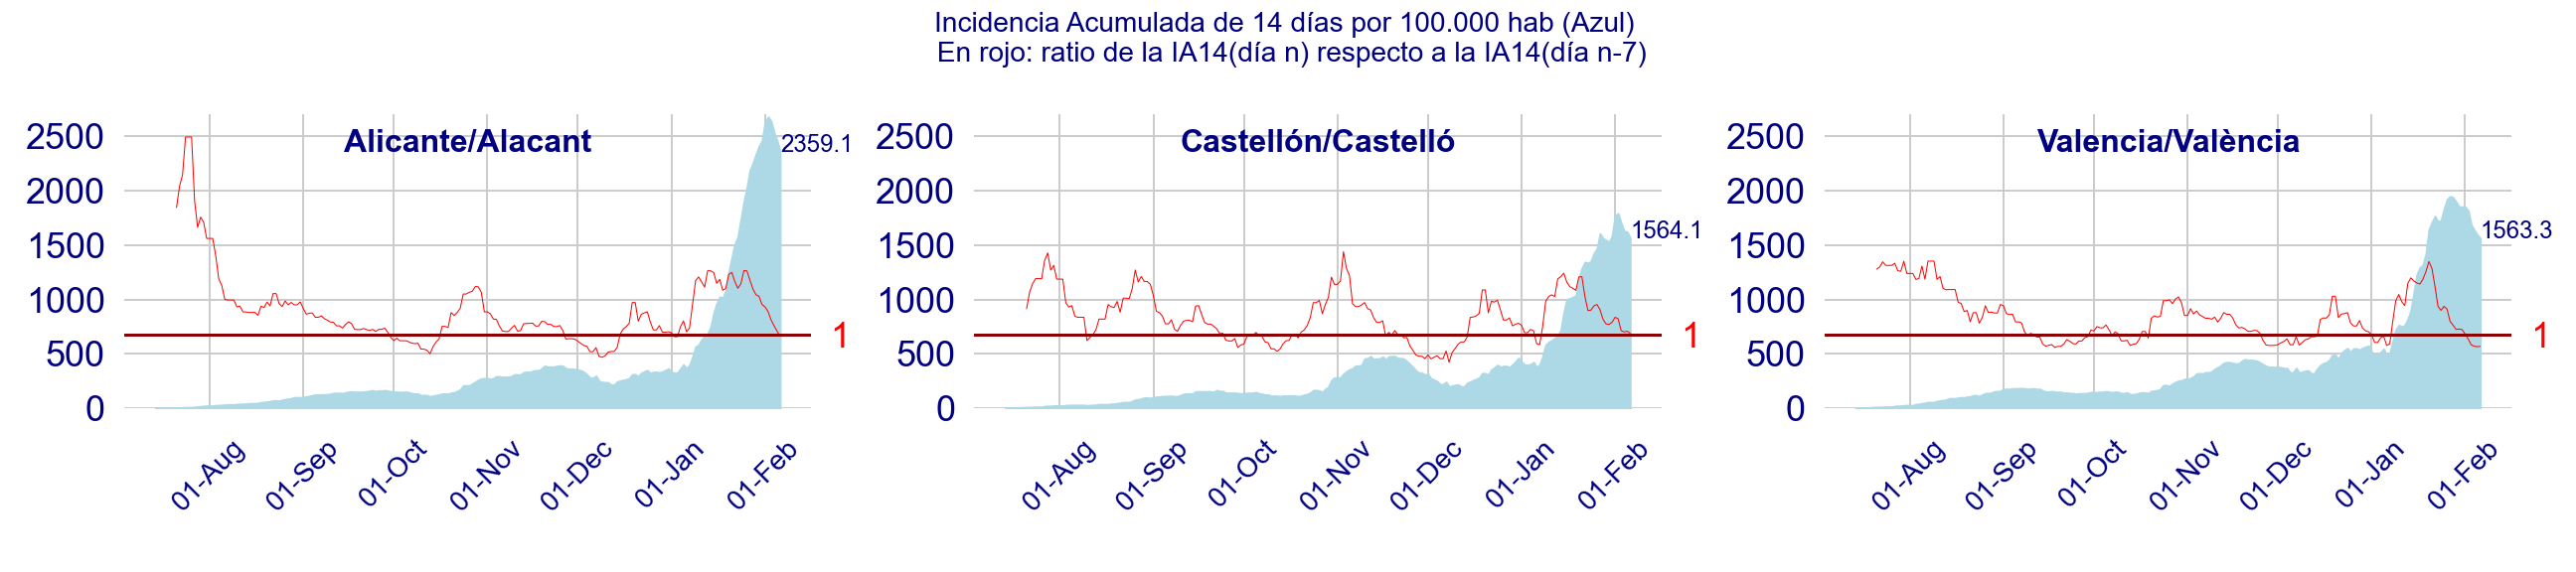 Incidencia Acumulada de 14 días por 100.000 hab (Azul)
En rojo: ratio de la IA14(día n) respecto a la IA14(día n-7)
Alicante/Alacant
2500
2000
1500
1000
500
0
2359.1
1
01-Aug
01-Sep
01-Oct
01-Nov
01-Dec
01-Jan
01-Feb
Castellón/Castelló
2500
2000
1500
1000
500
0
1564.1
1
01-Aug
01-Sep
01-Oct
01-Nov
01-Dec
01-Jan
01-Feb
Valencia/València
2500
2000
1500
1000
500
0
1563.3
1
01-Aug
01-Sep
01-Oct
01-Nov
01-Dec
01-Jan
01-Feb